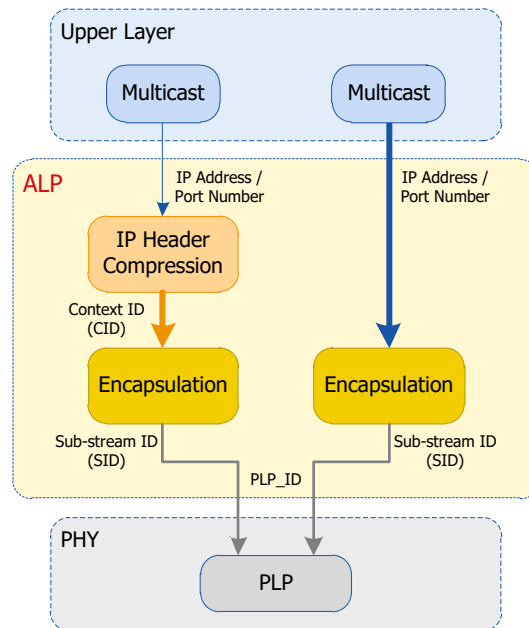 Upper Layer
Multicast
Multicast
IP Address /
Port Number
IP Address /
Port Number
ALP
IP Header
Compression
Context ID
(CID)
Encapsulation
Encapsulation
Sub-stream ID
(SID)
Sub-stream ID
(SID)
PLP_ID
PHY
PLP